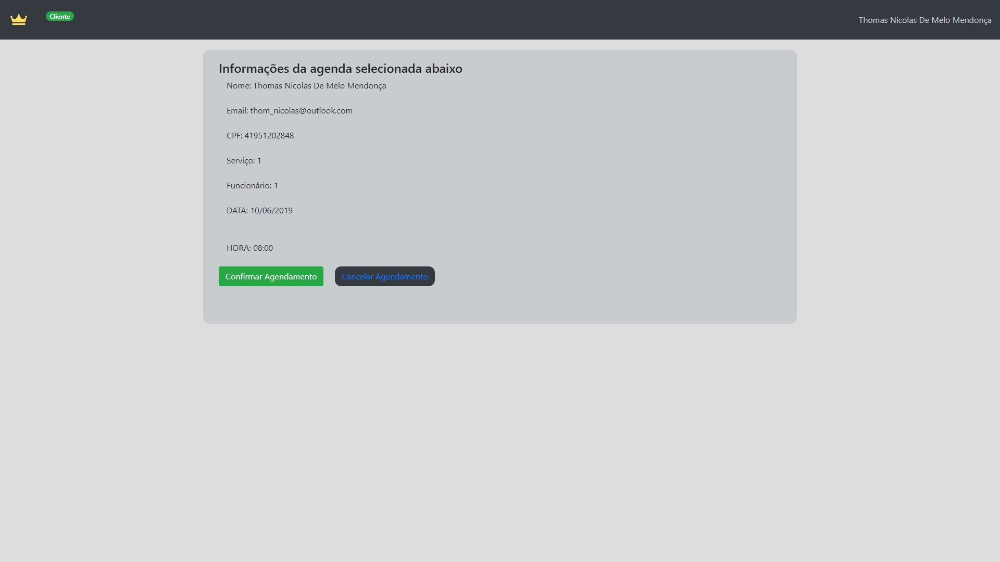 Cliente
Thomas Nicolas De Melo Mendonça
Informações da agenda selecionada abaixo
Nome: Thomas Nicolas De Melo Mendonça
Email: thom_nicolas@outlook.com
CPF: 41951202848
Serviço: 1
Funcionário: 1
DATA: 10/06/2019
HORA: 08:00
Confirmar Agendamento Cancelar Agendamento